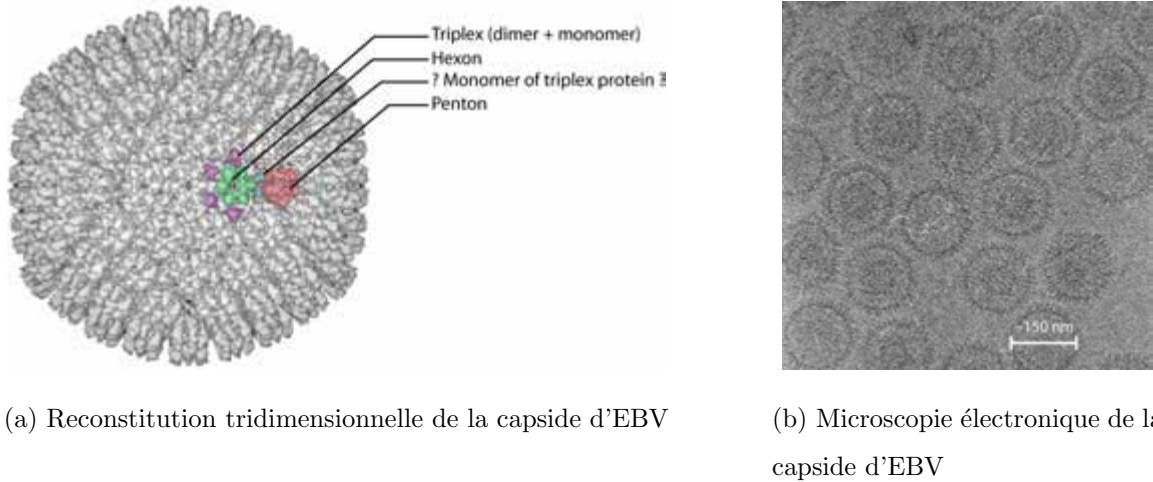 Triplex (dimer + monomer)
Hexon
? Monomer of triplex protein ?
Penton
~150 nm
(a) Reconstitution tridimensionnelle de la capside d'EBV
(b) Microscopie électronique de la
capside d'EBV